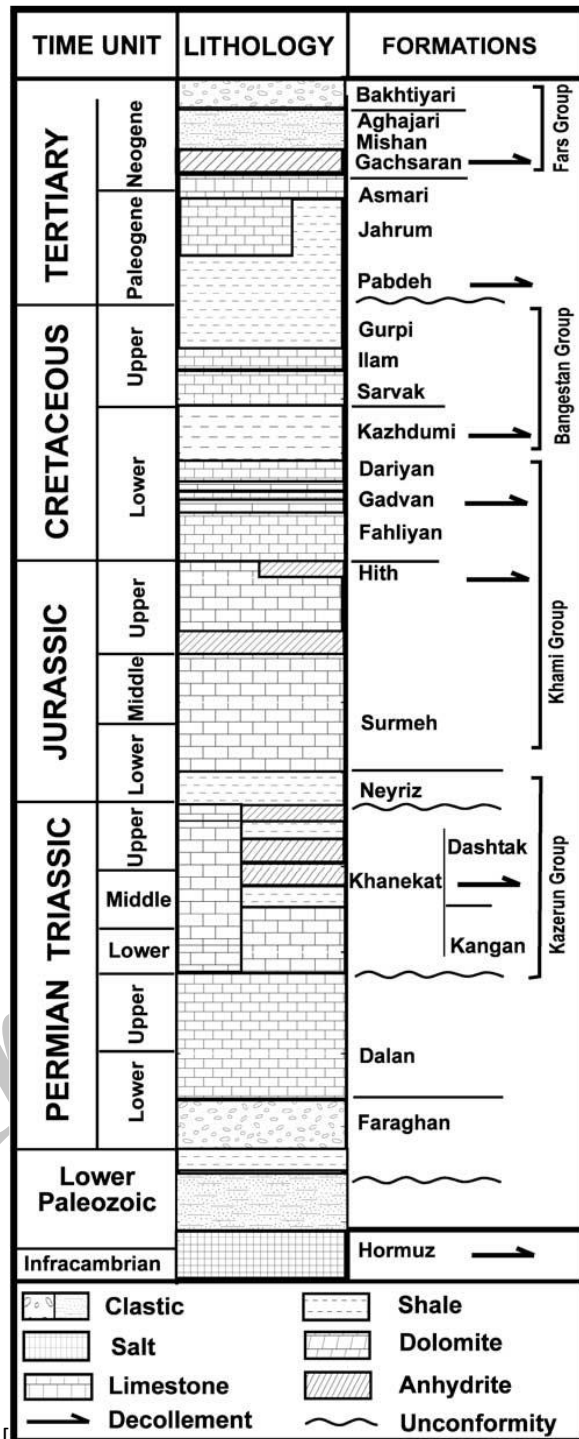 TIME UNIT LITHOLOGY FORMATIONS
TERTIARY
Neogene
Paleogene
CRETACEOUS
Upper
Lower
JURASSIC
Upper
Middle
Lower
TRIASSIC
Upper
Middle
Lower
PERMIAN
Upper
Lower
Lower
Paleozoic
Infracambrian
Bakhtiyari
Aghajari
Mishan
Gachsaran
Asmari
Jahrum
Pabdeh
Gurpi
Ilam
Sarvak
Kazhdumi
Dariyan
Gadvan
Fahliyan
Hith
Surmeh
Neyriz
Dashtak
Khanekat
Kangan
Dalan
Faraghan
Hormuz
Fars Group
Bangestan Group
Khami Group
Kazerun Group
Clastic Shale
Salt Dolomite
Limestone Anhydrite
Decollement Unconformity